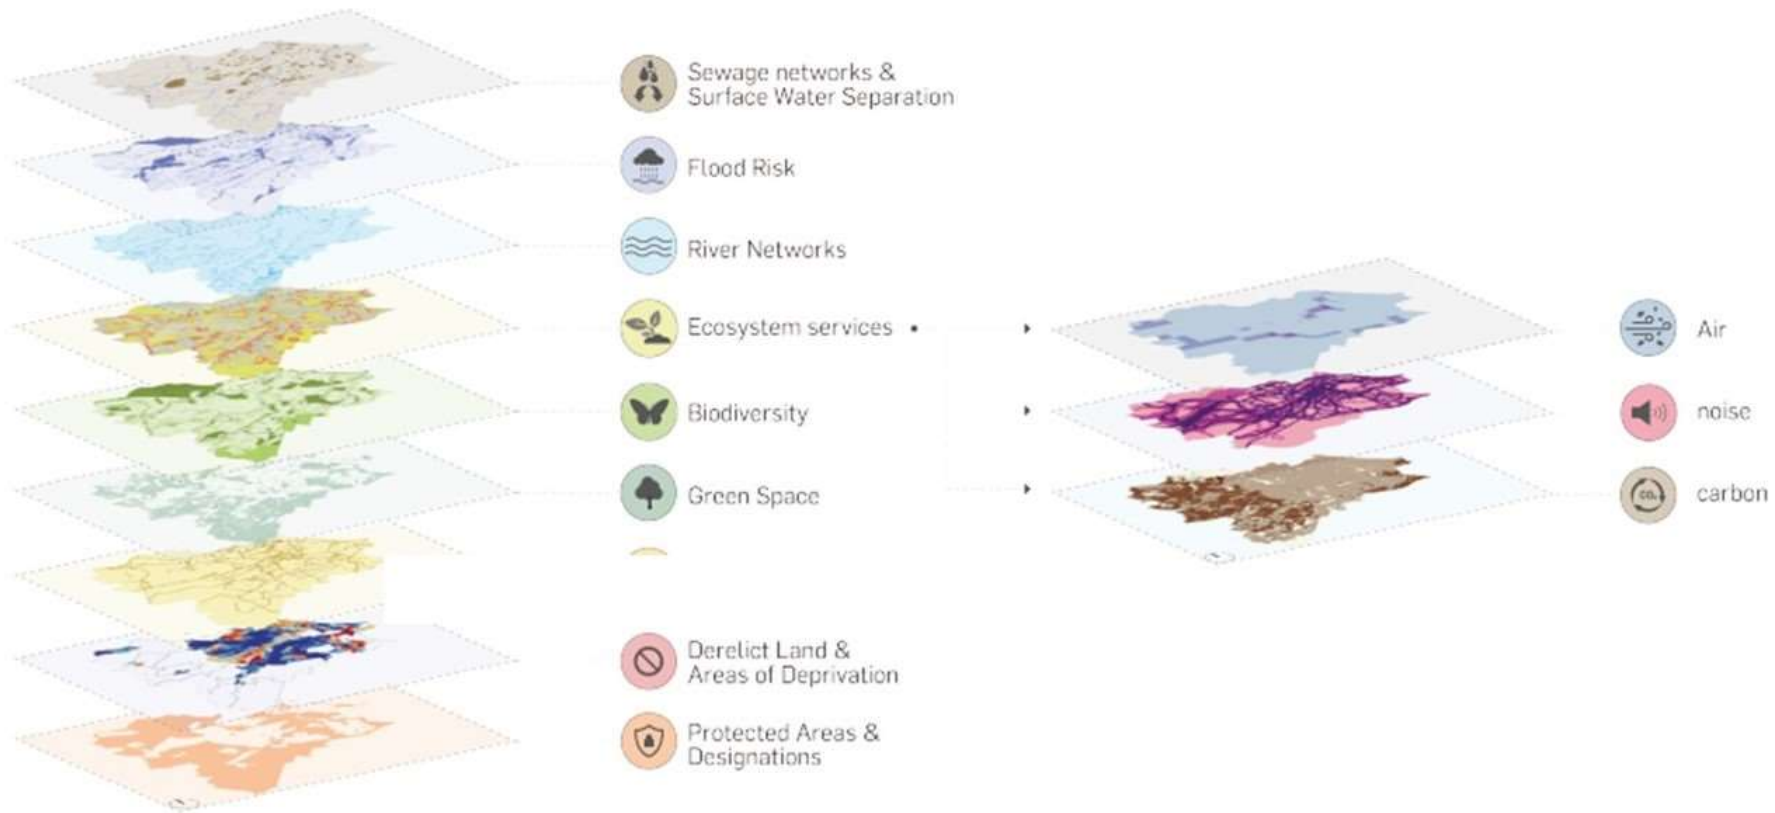 Sewage networks &
Surface Water Separation
Flood Risk
River Networks
Ecosystem services
Biodiversity
Green Space
Derelict Land &
Areas of Deprivation
Protected Areas &
Designations
Air
noise
CO₂
carbon